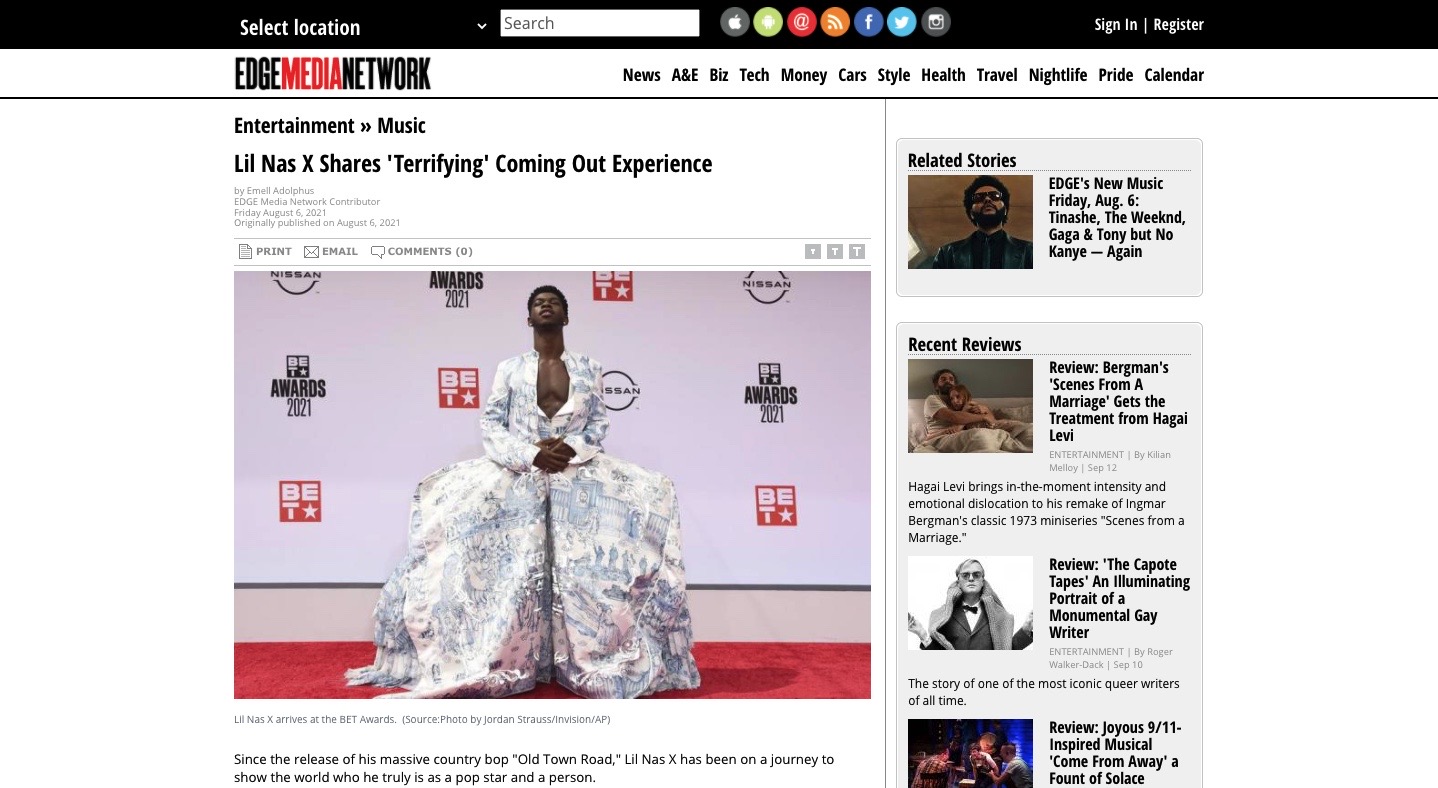 Select location
Search
Sign In | Register
EDGEMEDIANETWORK
News A&E Biz Tech Money Cars Style Health Travel Nightlife Pride Calendar
Entertainment » Music
Lil Nas X Shares 'Terrifying' Coming Out Experience
by Emell Adolphus
EDGE Media Network Contributor
Friday August 6, 2021
Originally published on August 6, 2021
PRINT EMAIL COMMENTS (0)
T T T
NISSAN
AWARDS
2021
BET
NISSAN
BET
AWARDS
2021
BET
NISSAN
BET
AWARDS
2021
BET
BET
Lil Nas X arrives at the BET Awards. (Source:Photo by Jordan Strauss/Invision/AP)
Since the release of his massive country bop "Old Town Road," Lil Nas X has been on a journey to
show the world who he truly is as a pop star and a person.
Related Stories
EDGE's New Music
Friday, Aug. 6:
Tinashe, The Weeknd,
Gaga & Tony but No
Kanye — Again
Recent Reviews
Review: Bergman's
'Scenes From A
Marriage' Gets the
Treatment from Hagai
Levi
ENTERTAINMENT | By Kilian
Melloy | Sep 12
Hagai Levi brings in-the-moment intensity and
emotional dislocation to his remake of Ingmar
Bergman's classic 1973 miniseries "Scenes from a
Marriage."
Review: 'The Capote
Tapes' An Illuminating
Portrait of a
Monumental Gay
Writer
ENTERTAINMENT | By Roger
Walker-Dack | Sep 10
The story of one of the most iconic queer writers
of all time.
Review: Joyous 9/11-
Inspired Musical
'Come From Away' a
Fount of Solace